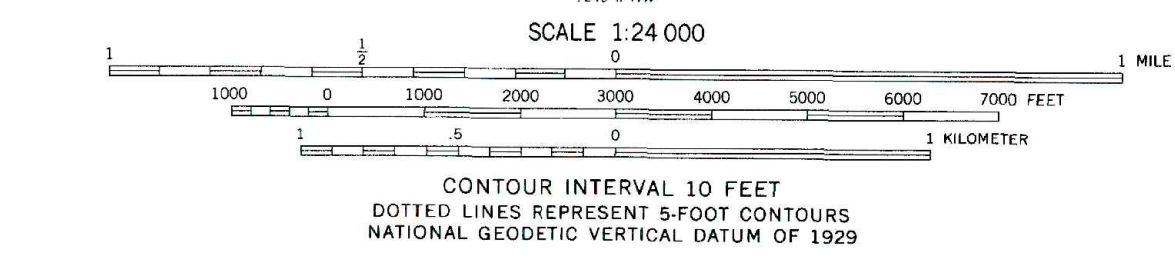 SCALE 1:24 000
1 ½ 0 1 MILE
1000 0 1000 2000 3000 4000 5000 6000 7000 FEET
1 .5 0 1 KILOMETER
CONTOUR INTERVAL 10 FEET
DOTTED LINES REPRESENT 5-FOOT CONTOURS
NATIONAL GEODETIC VERTICAL DATUM OF 1929